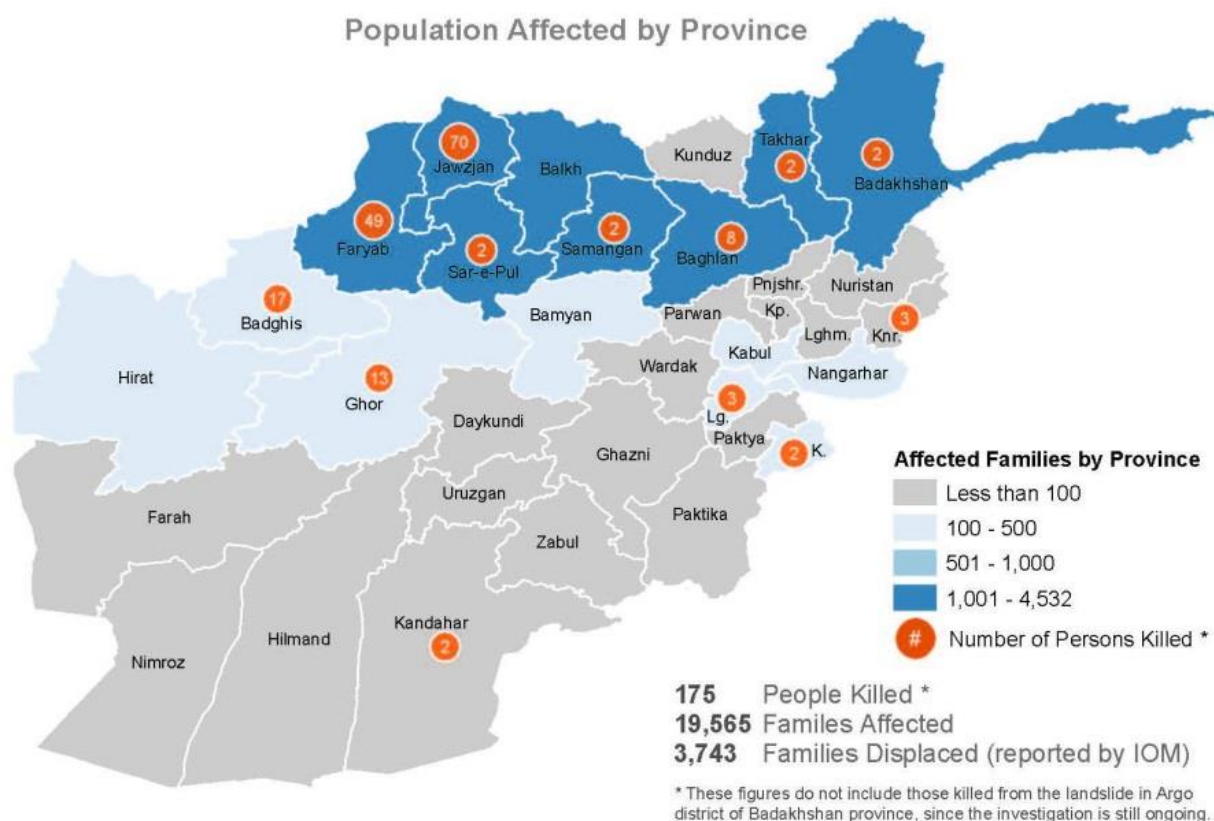 Population Affected by Province
70
Jawzjan
Balkh
Kunduz
Takhar
2
2
Badakhshan
49
Faryab
2
Sar-e-Pul
2
Samangan
8
Baghlan
17
Badghis
Bamyan
Pnjshr.
Nuristan
Parwan
Kp.
Lghm.
3
Knr.
Hirat
13
Ghor
Wardak
Kabul
Nangarhar
3
Lg.
Daykundi
Paktya
2
K.
Ghazni
Uruzgan
Farah
Zabul
Paktika
Kandahar
2
Hilmand
Nimroz
Affected Families by Province
Less than 100
100 - 500
501 - 1,000
1,001 - 4,532
# Number of Persons Killed *
175 People Killed *
19,565 Familes Affected
3,743 Families Displaced (reported by IOM)
* These figures do not include those killed from the landslide in Argo
district of Badakhshan province, since the investigation is still ongoing.